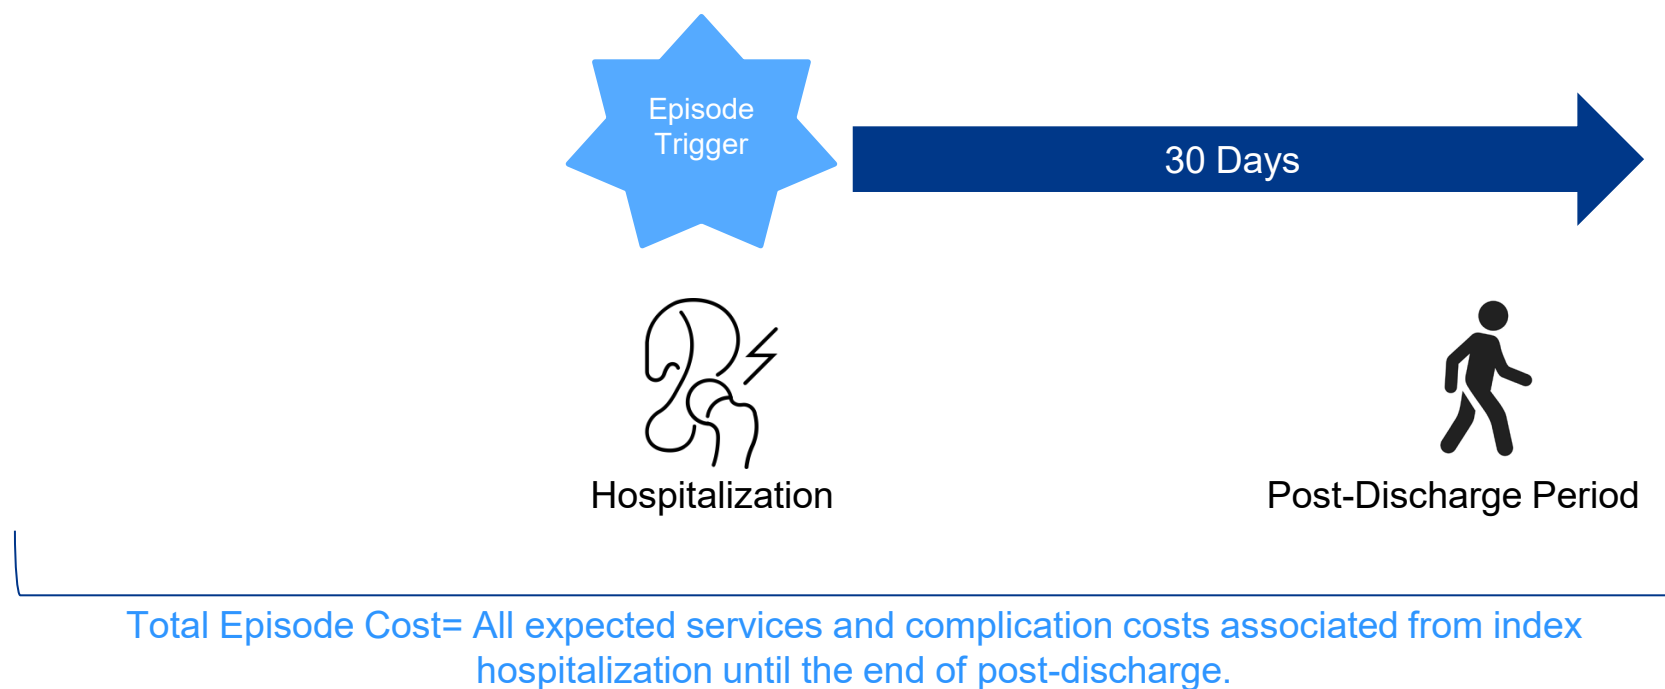 Episode
Trigger
30 Days
Hospitalization
Post-Discharge Period
Total Episode Cost= All expected services and complication costs associated from index
hospitalization until the end of post-discharge.